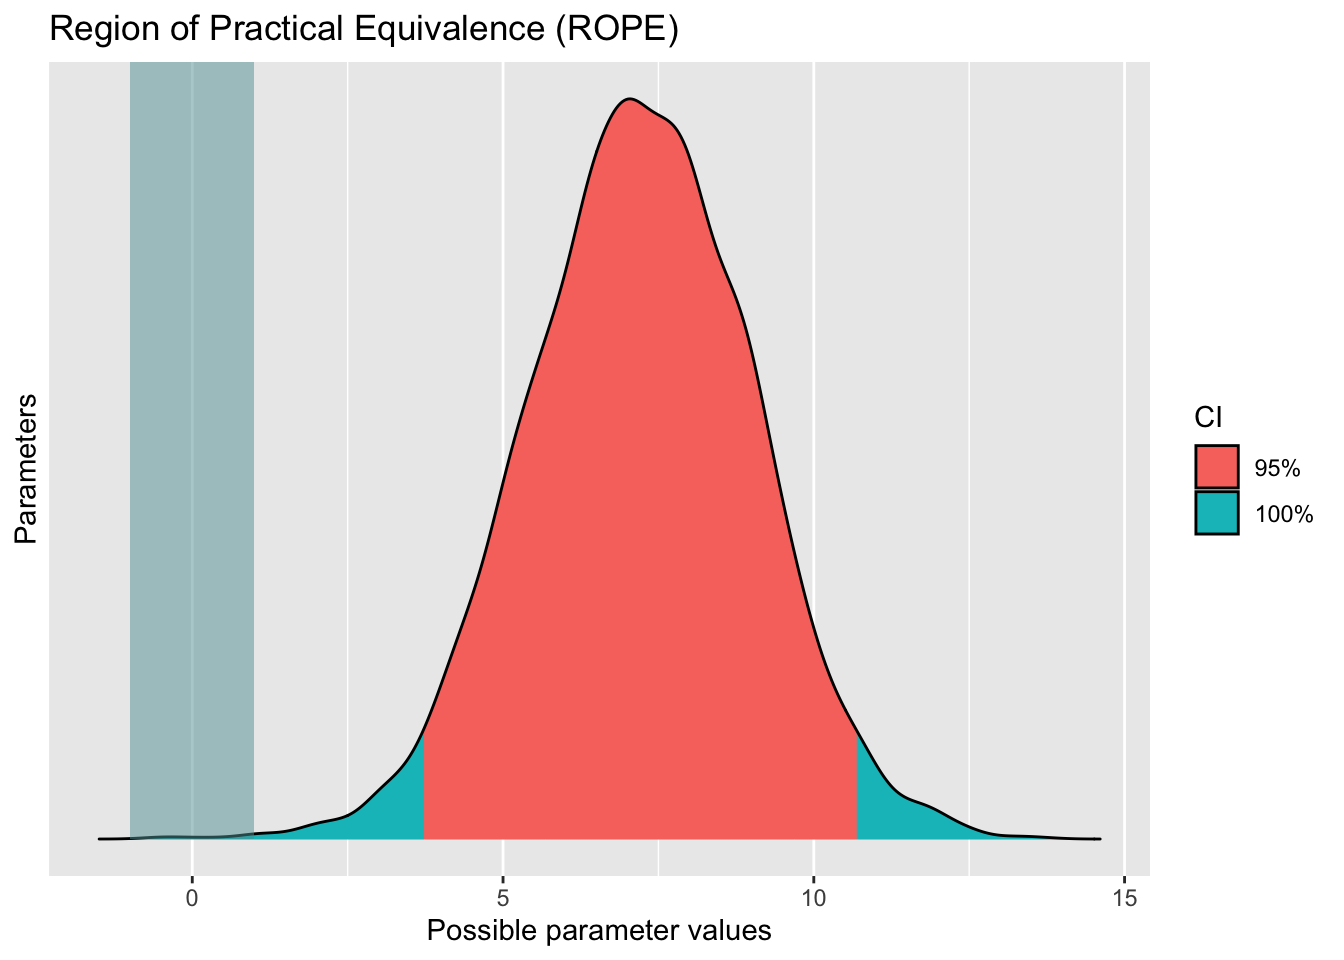 Region of Practical Equivalence (ROPE)
Parameters
CI
95%
100%
0 5 10 15
Possible parameter values